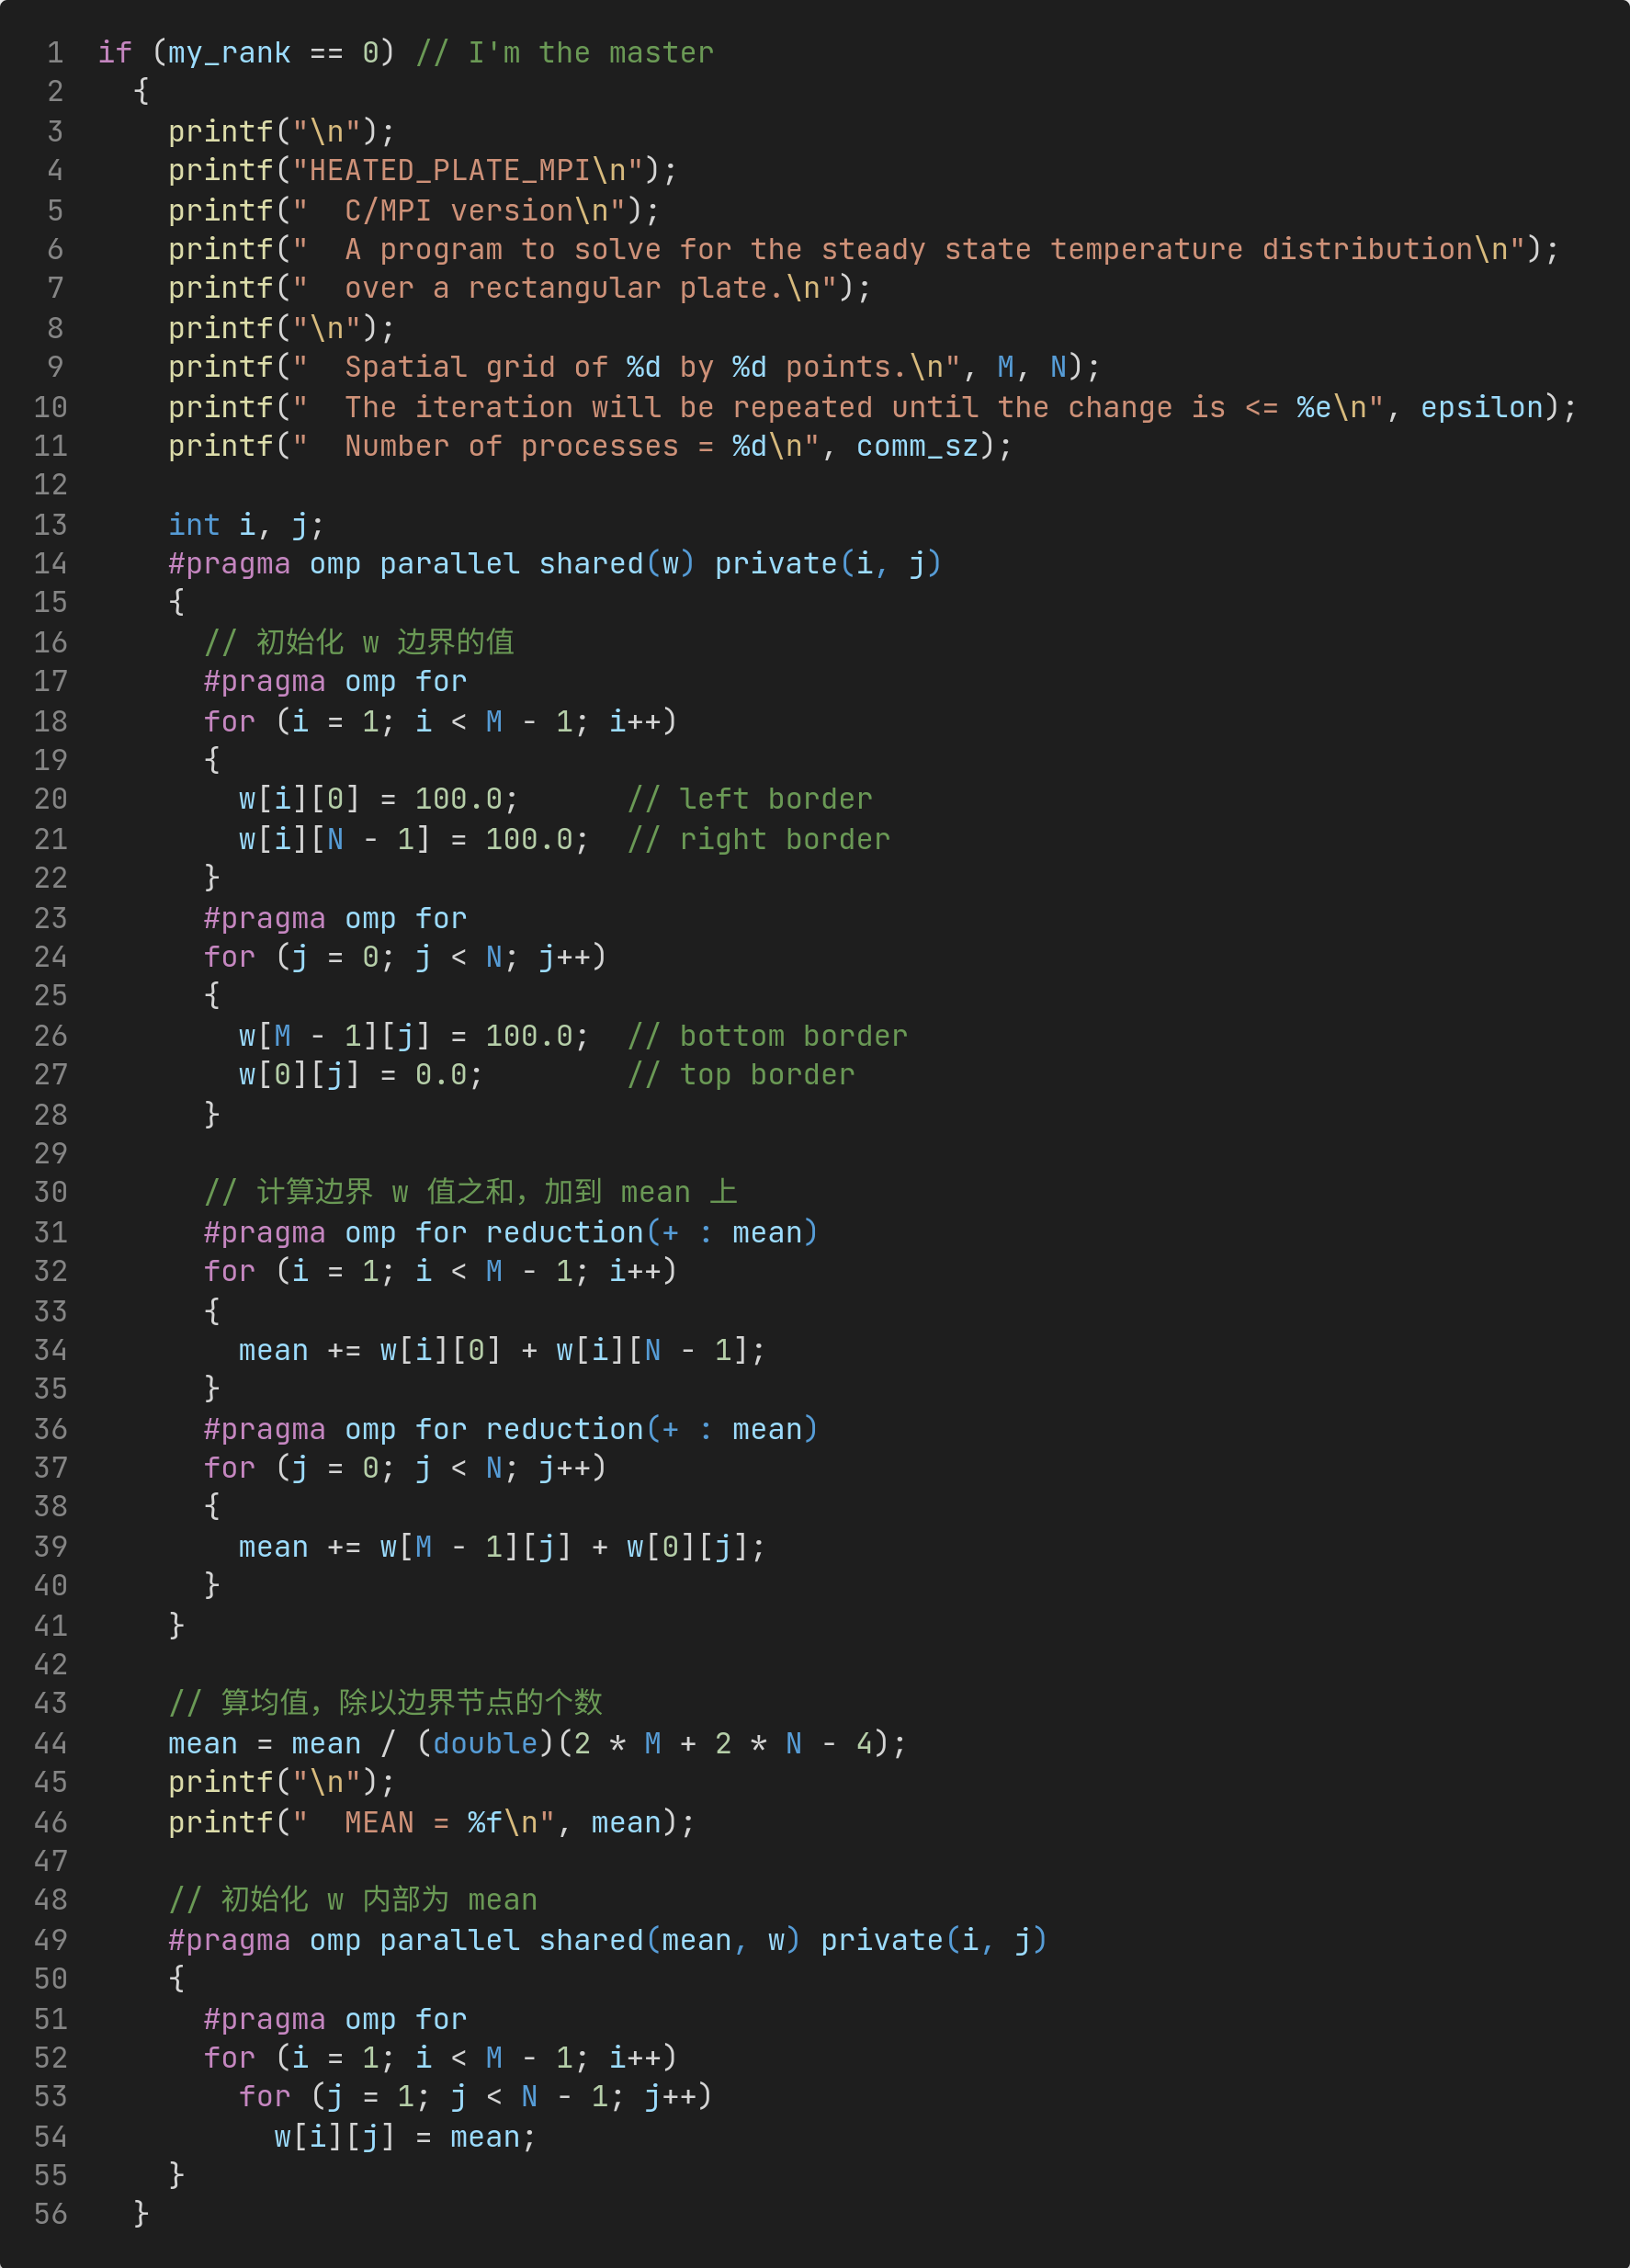 1 if (my_rank == 0) // I'm the master
2   {
3     printf("\n");
4     printf("HEATED_PLATE_MPI\n");
5     printf("  C/MPI version\n");
6     printf("  A program to solve for the steady state temperature distribution\n");
7     printf("  over a rectangular plate.\n");
8     printf("\n");
9     printf("  Spatial grid of %d by %d points.\n", M, N);
10     printf("  The iteration will be repeated until the change is <= %e\n", epsilon);
11     printf("  Number of processes = %d\n", comm_sz);
12
13     int i, j;
14     #pragma omp parallel shared(w) private(i, j)
15     {
16       // 初始化 w 边界的值
17       #pragma omp for
18       for (i = 1; i < M - 1; i++)
19       {
20         w[i][0] = 100.0;      // left border
21         w[i][N - 1] = 100.0;  // right border
22       }
23       #pragma omp for
24       for (j = 0; j < N; j++)
25       {
26         w[M - 1][j] = 100.0;  // bottom border
27         w[0][j] = 0.0;        // top border
28       }
29
30       // 计算边界 w 值之和，加到 mean 上
31       #pragma omp for reduction(+ : mean)
32       for (i = 1; i < M - 1; i++)
33       {
34         mean += w[i][0] + w[i][N - 1];
35       }
36       #pragma omp for reduction(+ : mean)
37       for (j = 0; j < N; j++)
38       {
39         mean += w[M - 1][j] + w[0][j];
40       }
41     }
42
43     // 算均值，除以边界节点的个数
44     mean = mean / (double)(2 * M + 2 * N - 4);
45     printf("\n");
46     printf("  MEAN = %f\n", mean);
47
48     // 初始化 w 内部为 mean
49     #pragma omp parallel shared(mean, w) private(i, j)
50     {
51       #pragma omp for
52       for (i = 1; i < M - 1; i++)
53         for (j = 1; j < N - 1; j++)
54           w[i][j] = mean;
55     }
56   }